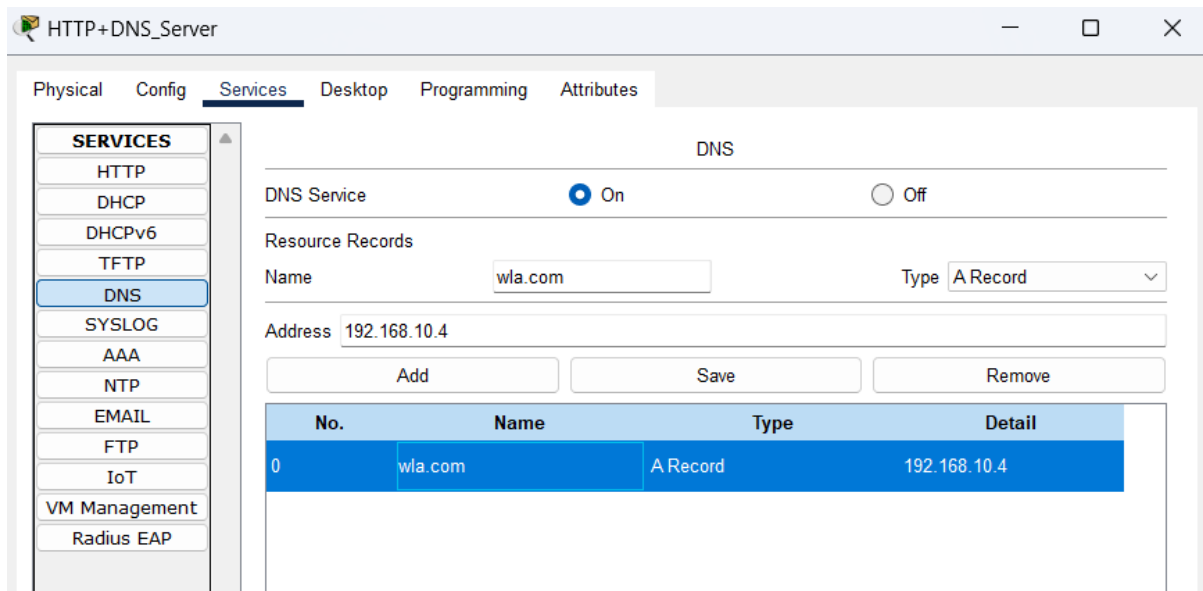 HTTP+DNS_Server
Physical Config Services Desktop Programming Attributes
SERVICES
HTTP
DHCP
DHCPv6
TFTP
DNS
SYSLOG
AAA
NTP
EMAIL
FTP
IoT
VM Management
Radius EAP
DNS
DNS Service On Off
Resource Records
Name wla.com Type A Record
Address 192.168.10.4
Add Save Remove
No. Name Type Detail
0 wla.com A Record 192.168.10.4